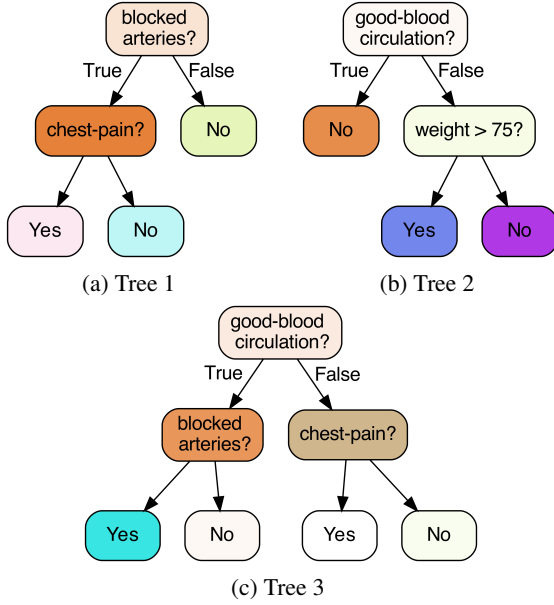 blocked
arteries?
True
False
chest-pain?
No
Yes
No
(a) Tree 1
good-blood
circulation?
True
False
No
weight > 75?
Yes
No
(b) Tree 2
good-blood
circulation?
True
False
blocked
arteries?
chest-pain?
Yes
No
Yes
No
(c) Tree 3